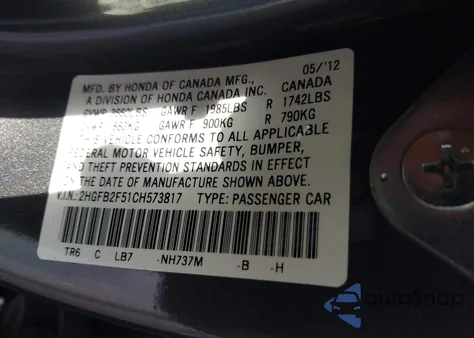 MFD. BY HONDA OF CANADA MFG., CANADA 05/'12
A DIVISION OF HONDA CANADA INC.
GAWR F 1985LBS R 1742LBS
GAWR F 900KG R 790KG
THIS VEHICLE CONFORMS TO ALL APPLICABLE
FEDERAL MOTOR VEHICLE SAFETY, BUMPER,
AND THEFT PREVENTION STANDARDS IN EFFECT
ON THE DATE OF MANUFACTURE SHOWN ABOVE.
V.I.N.: 2HGFB2F51CH573817 TYPE: PASSENGER CAR
TR6 C LB7 -NH737M -B -H
AutoSnap